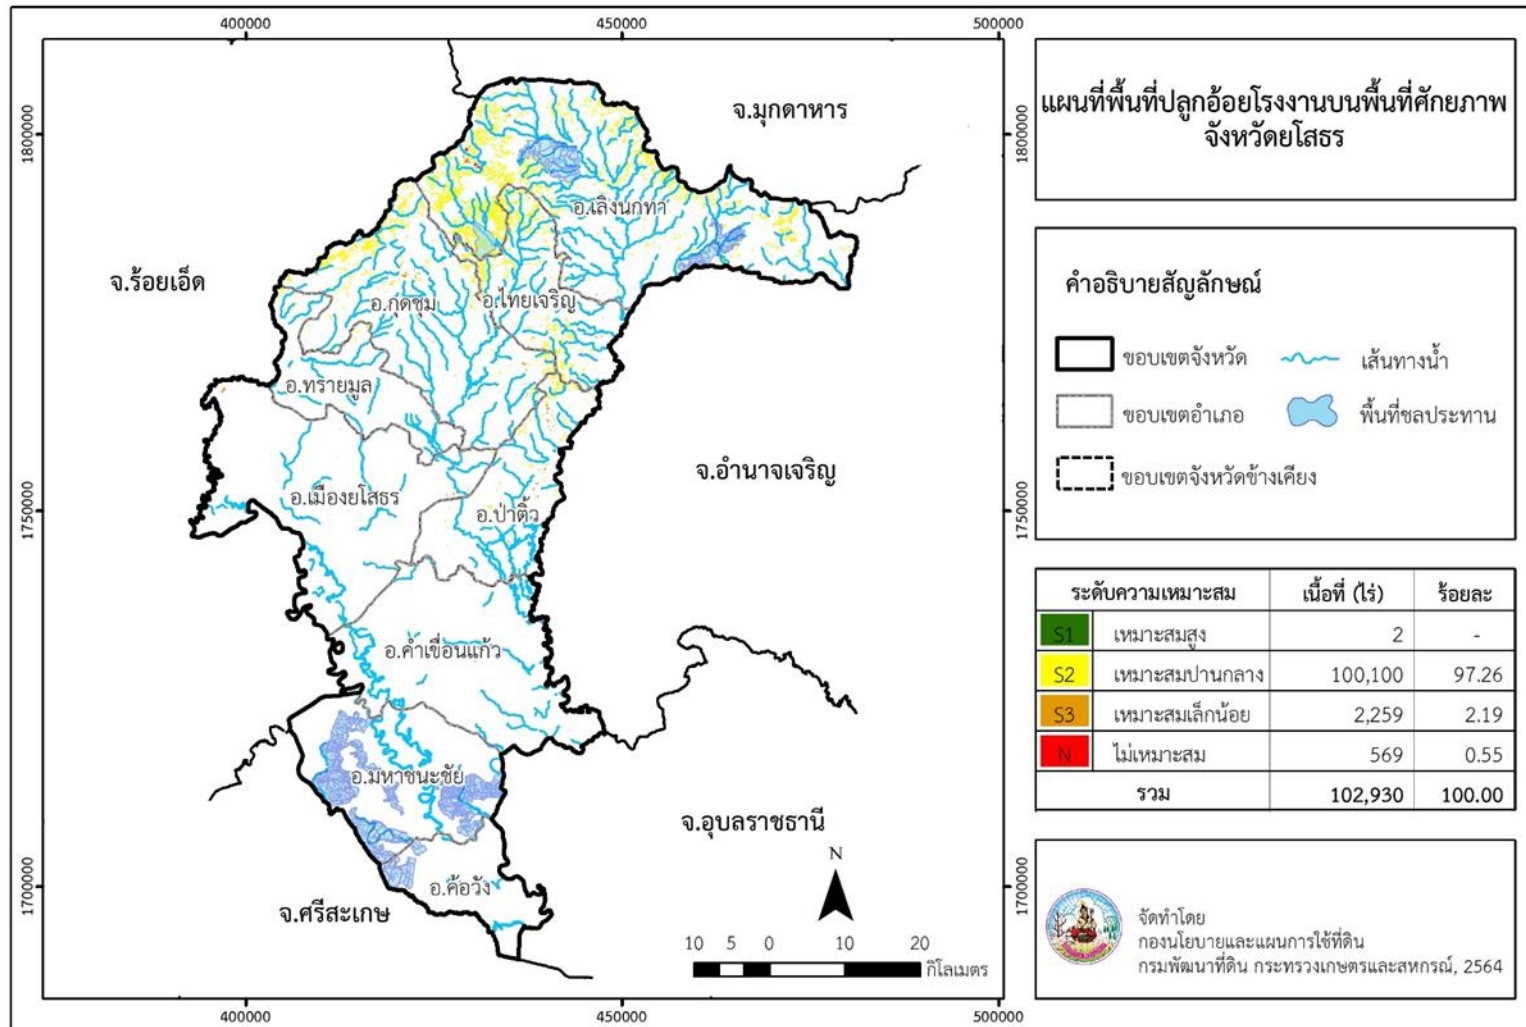 400000
450000
500000
1800000
1750000
1700000
1800000
1750000
1700000
400000
450000
500000
จ.มุกดาหาร
จ.ร้อยเอ็ด
อ.เลิงนกทา
อ.กุดชุม
อ.ไทยเจริญ
อ.ทรายมูล
จ.อำนาจเจริญ
อ.เมืองยโสธร
อ.ป่าติ้ว
อ.คำเขื่อนแก้ว
อ.มหาชนะชัย
จ.อุบลราชธานี
อ.ค้อวัง
จ.ศรีสะเกษ
N
10 5 0 10 20
กิโลเมตร
แผนที่พื้นที่ปลูกอ้อยโรงงานบนพื้นที่ศักยภาพ
จังหวัดยโสธร
คำอธิบายสัญลักษณ์
ขอบเขตจังหวัด เส้นทางน้ำ
ขอบเขตอำเภอ พื้นที่ชลประทาน
ขอบเขตจังหวัดข้างเคียง
ระดับความเหมาะสม เนื้อที่ (ไร่) ร้อยละ
S1 เหมาะสมสูง 2 -
S2 เหมาะสมปานกลาง 100,100 97.26
S3 เหมาะสมเล็กน้อย 2,259 2.19
N ไม่เหมาะสม 569 0.55
รวม 102,930 100.00
จัดทำโดย
กองนโยบายและแผนการใช้ที่ดิน
กรมพัฒนาที่ดิน กระทรวงเกษตรและสหกรณ์, 2564